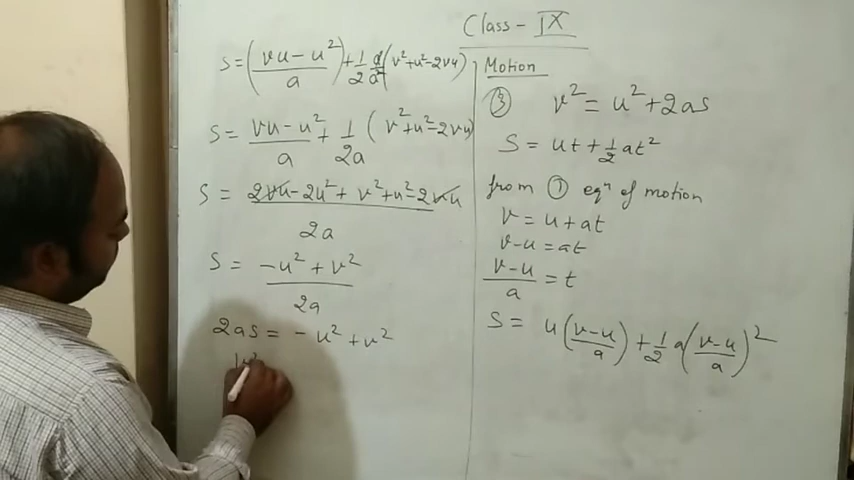 Class - IX
Motion
③ v² = u² + 2as
S = ut + 1/2 at²
from ① eqⁿ of motion
v = u + at
v - u = at
(v - u)/a = t
S = u((v - u)/a) + 1/2 a((v - u)/a)²
S = ((vu - u²)/a) + 1/2 a/a² (v² + u² - 2vu)
S = (vu - u²)/a + 1/2a (v² + u² - 2vu)
S = (2vu - 2u² + v² + u² - 2vu)/2a
S = (-u² + v²)/2a
2as = - u² + v²